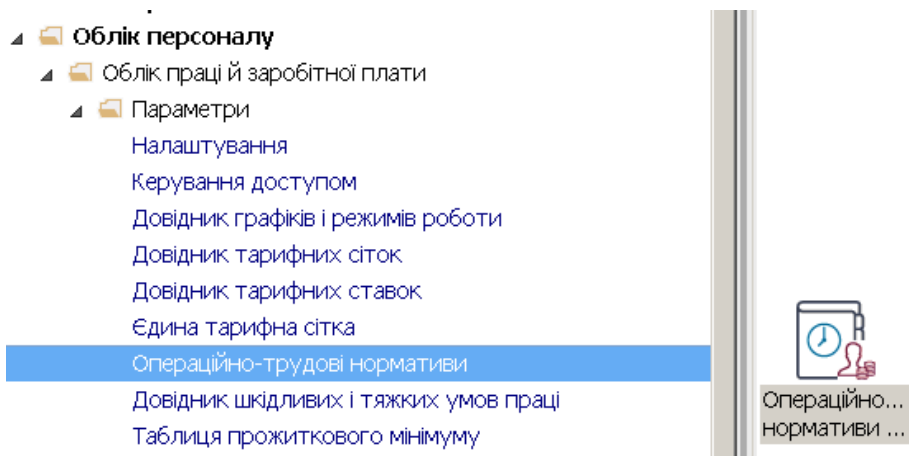 Облік персоналу
Облік праці й заробітної плати
Параметри
Налаштування
Керування доступом
Довідник графіків і режимів роботи
Довідник тарифних сіток
Довідник тарифних ставок
Єдина тарифна сітка
Операційно-трудові нормативи
Довідник шкідливих і тяжких умов праці
Таблиця прожиткового мінімуму
Операційно...
нормативи ...